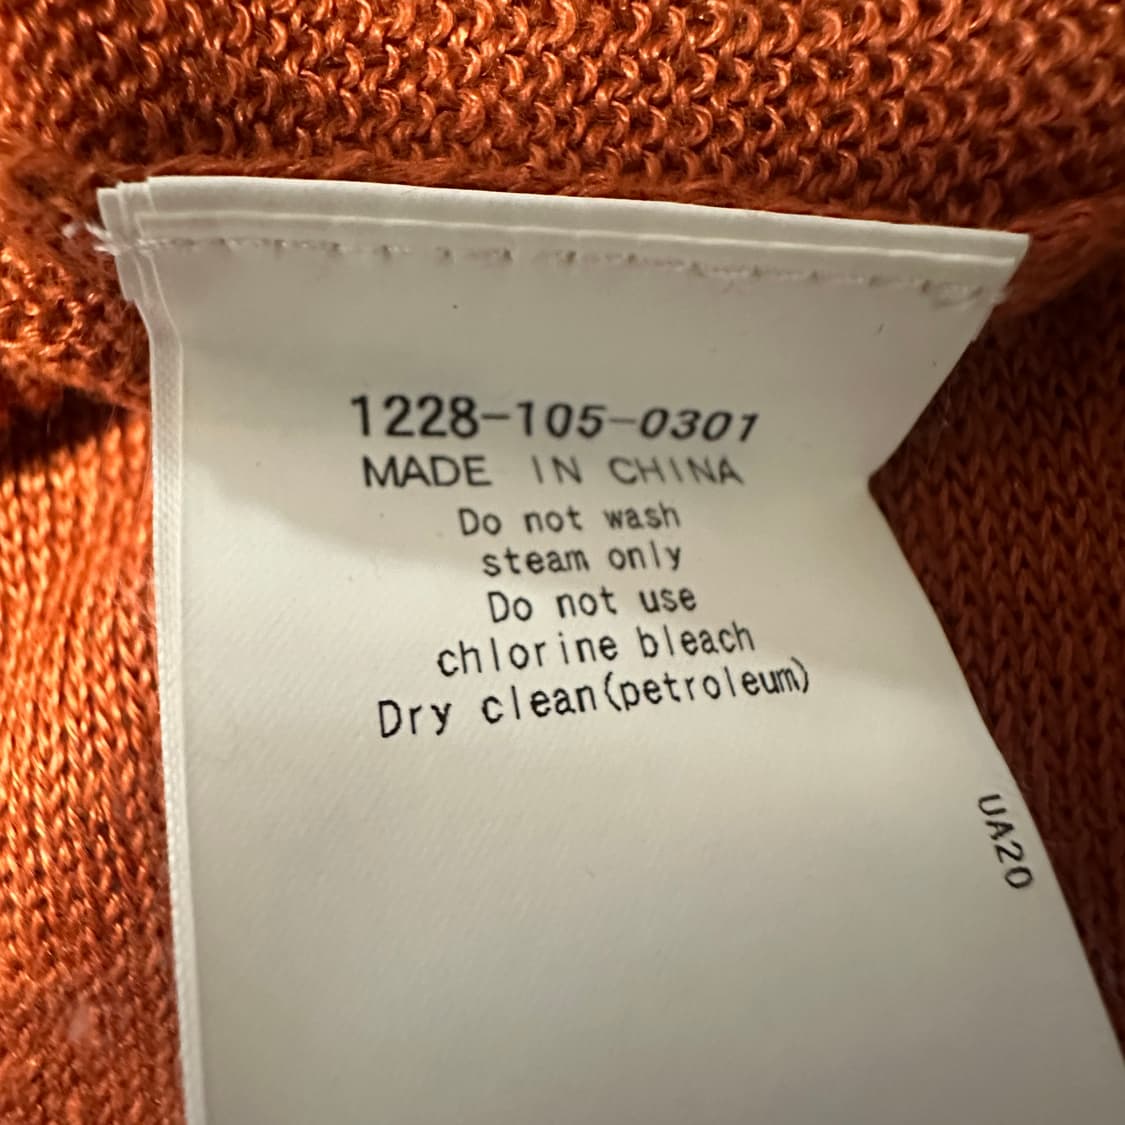 1228-105-0301
MADE IN CHINA
Do not wash
steam only
Do not use
chlorine bleach
Dry clean(petroleum)
UA20